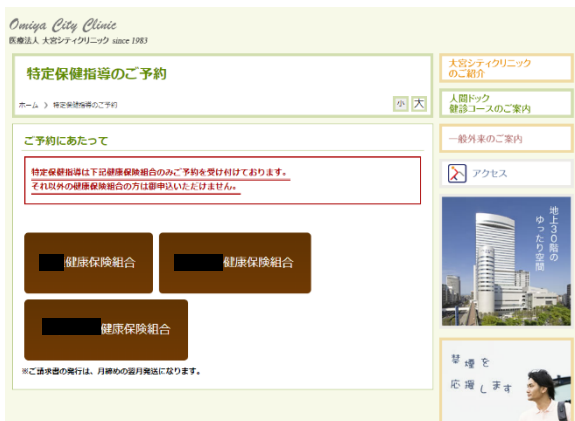 Omiya City Clinic
医療法人 大宮シティクリニック since 1983
特定保健指導のご予約
ホーム 》 特定保健指導のご予約
小 大
ご予約にあたって
特定保健指導は下記健康保険組合のみご予約を受け付けております。
それ以外の健康保険組合の方は御申込いただけません。
健康保険組合
健康保険組合
健康保険組合
※ご請求書の発行は、月締めの翌月発送になります。
大宮シティクリニック
のご紹介
人間ドック
健診コースのご案内
一般外来のご案内
アクセス
地上30階の
ゆったり空間
禁煙を
応援します